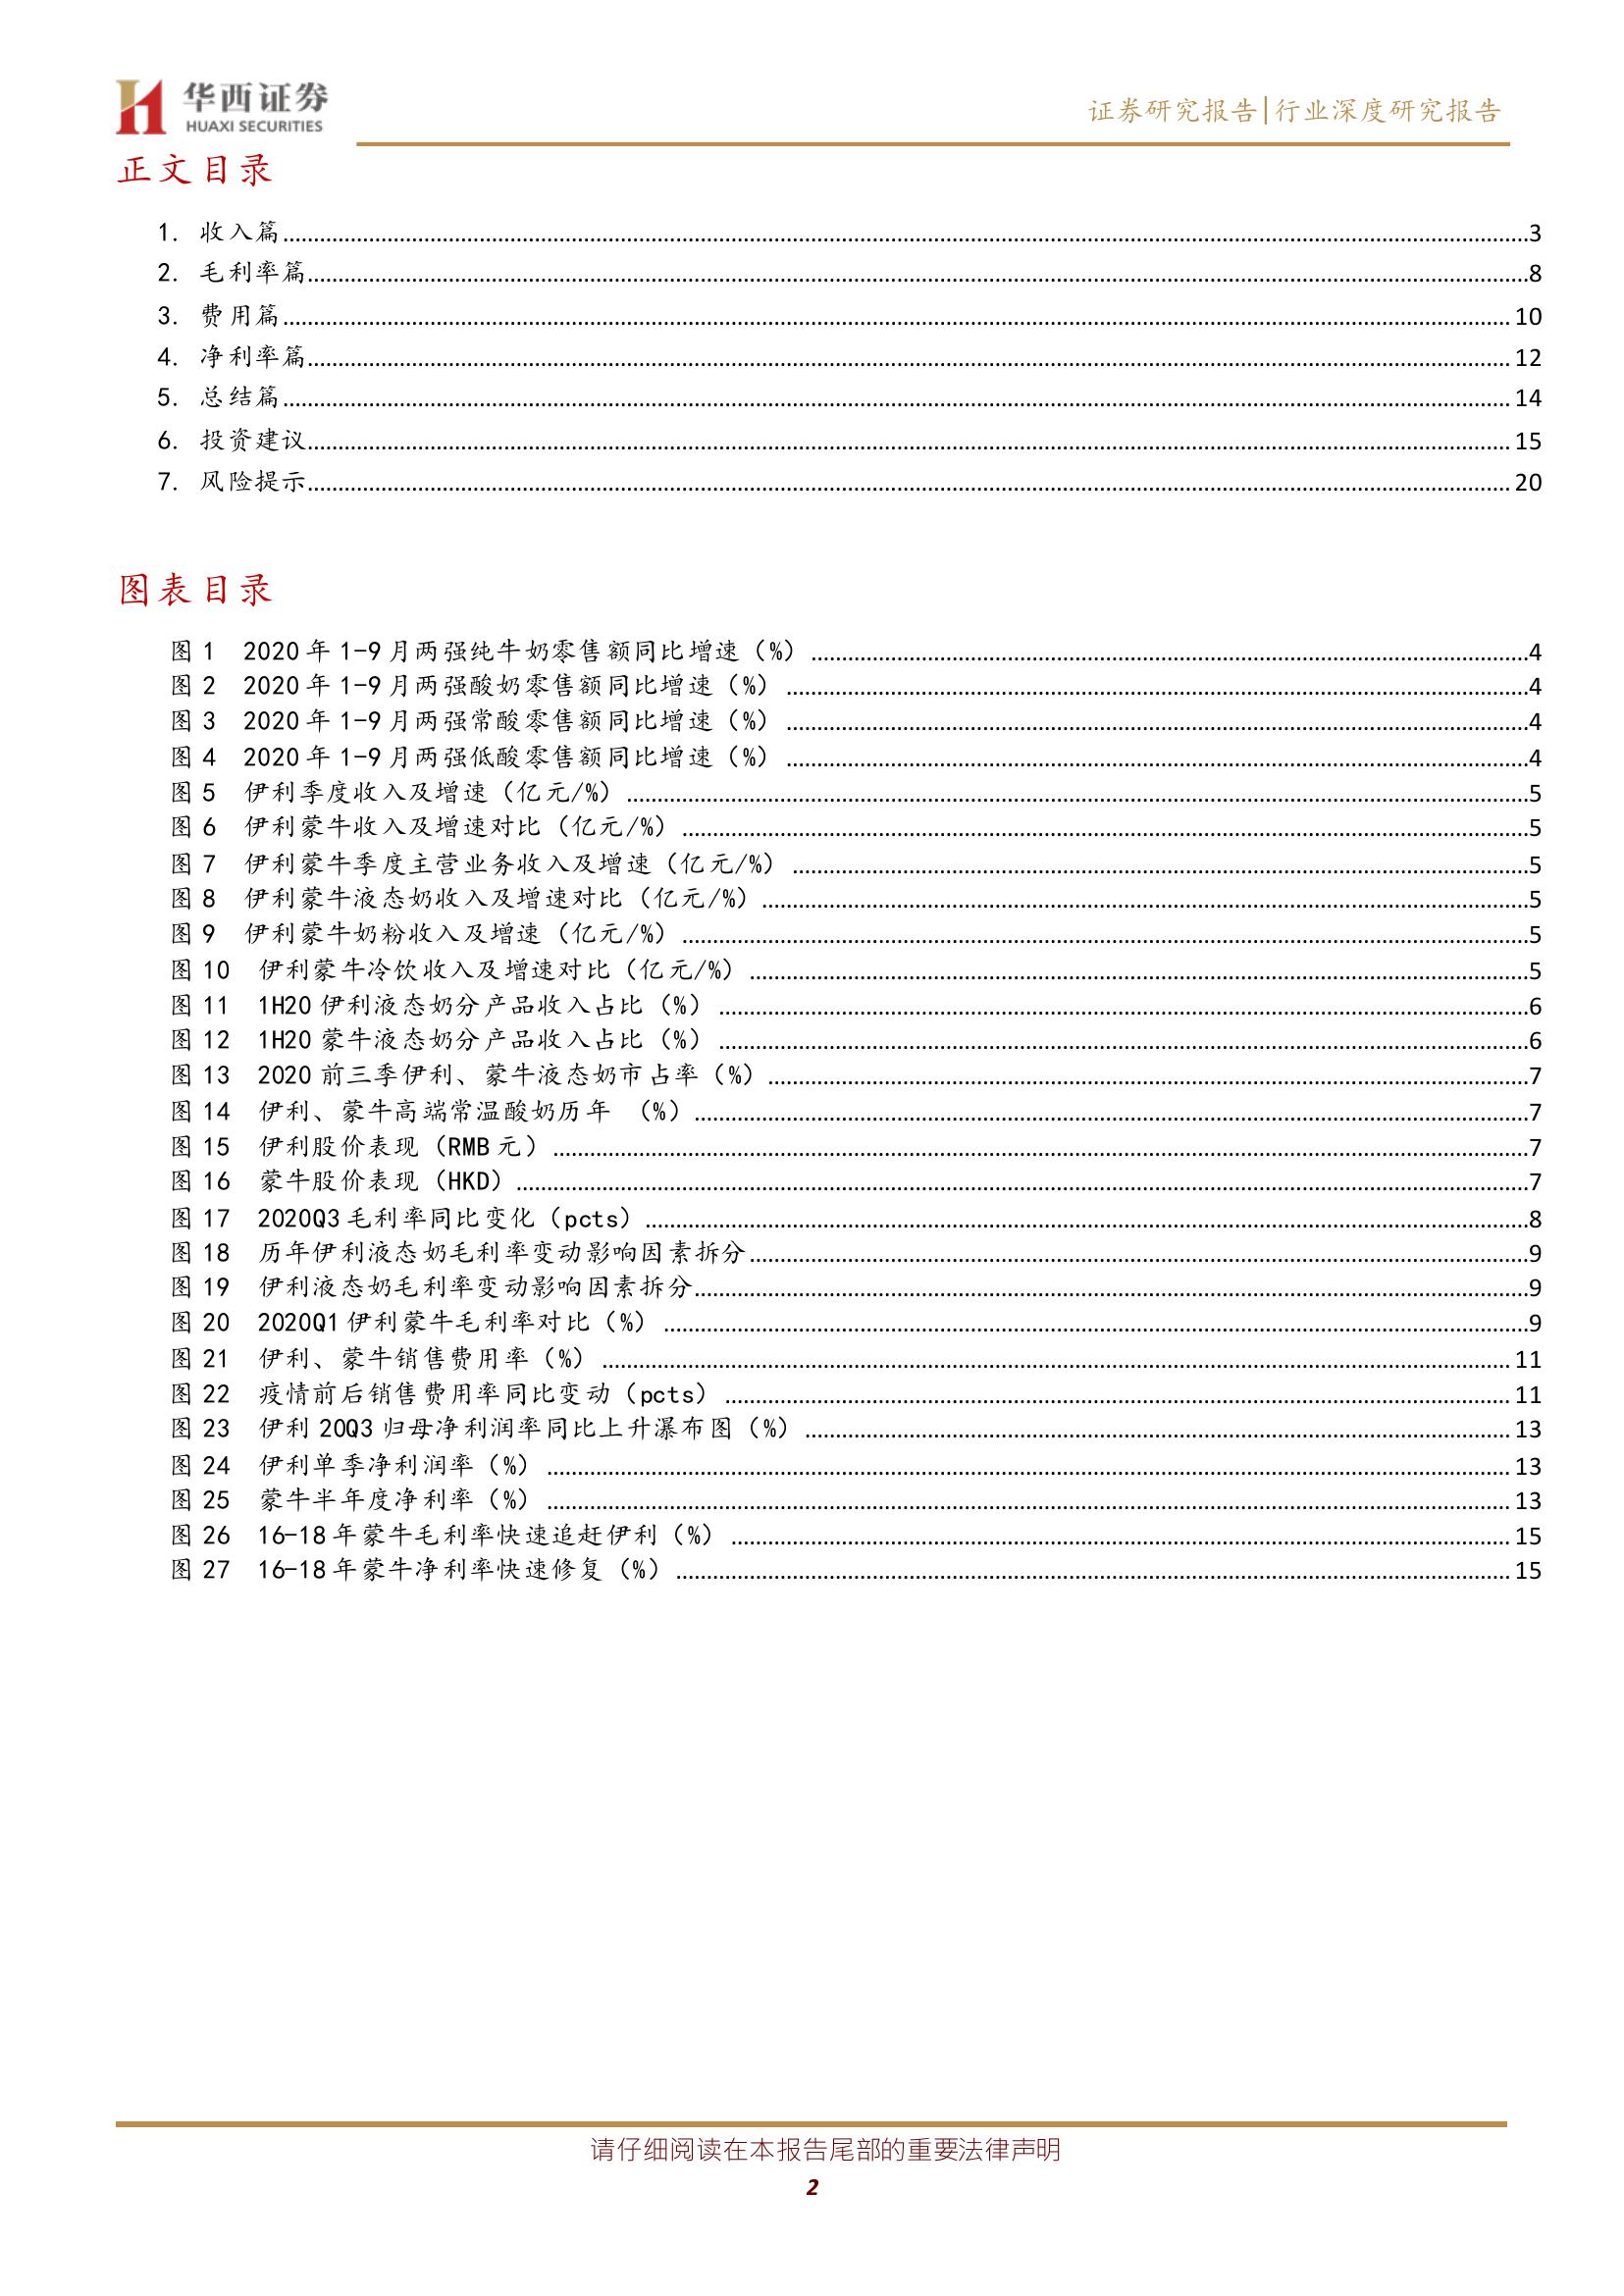 华西证券
HUAXI SECURITIES
证券研究报告|行业深度研究报告
正文目录
1. 收入篇........3
2. 毛利率篇........8
3. 费用篇........10
4. 净利率篇........12
5. 总结篇........14
6. 投资建议........15
7. 风险提示........20
图表目录
图 1 2020 年 1-9 月两强纯牛奶零售额同比增速（%）........4
图 2 2020 年 1-9 月两强酸奶零售额同比增速（%）........4
图 3 2020 年 1-9 月两强常酸零售额同比增速（%）........4
图 4 2020 年 1-9 月两强低酸零售额同比增速（%）........4
图 5 伊利季度收入及增速（亿元/%）........5
图 6 伊利蒙牛收入及增速对比（亿元/%）........5
图 7 伊利蒙牛季度主营业务收入及增速（亿元/%）........5
图 8 伊利蒙牛液态奶收入及增速对比（亿元/%）........5
图 9 伊利蒙牛奶粉收入及增速（亿元/%）........5
图 10 伊利蒙牛冷饮收入及增速对比（亿元/%）........5
图 11 1H20 伊利液态奶分产品收入占比（%）........6
图 12 1H20 蒙牛液态奶分产品收入占比（%）........6
图 13 2020 前三季伊利、蒙牛液态奶市占率（%）........7
图 14 伊利、蒙牛高端常温酸奶历年 （%）........7
图 15 伊利股价表现（RMB 元）........7
图 16 蒙牛股价表现（HKD）........7
图 17 2020Q3 毛利率同比变化（pcts）........8
图 18 历年伊利液态奶毛利率变动影响因素拆分........9
图 19 伊利液态奶毛利率变动影响因素拆分........9
图 20 2020Q1 伊利蒙牛毛利率对比（%）........9
图 21 伊利、蒙牛销售费用率（%）........11
图 22 疫情前后销售费用率同比变动（pcts）........11
图 23 伊利 20Q3 归母净利润率同比上升瀑布图（%）........13
图 24 伊利单季净利润率（%）........13
图 25 蒙牛半年度净利率（%）........13
图 26 16-18 年蒙牛毛利率快速追赶伊利（%）........15
图 27 16-18 年蒙牛净利率快速修复（%）........15
请仔细阅读在本报告尾部的重要法律声明
2